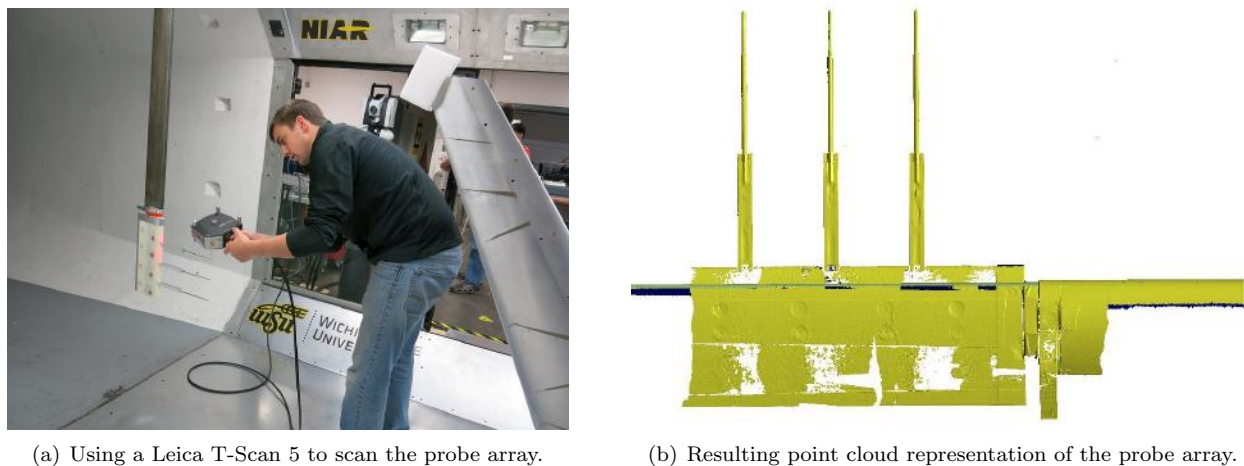 NIAR
WSU
WICHI
UNIVE
(a) Using a Leica T-Scan 5 to scan the probe array.
(b) Resulting point cloud representation of the probe array.